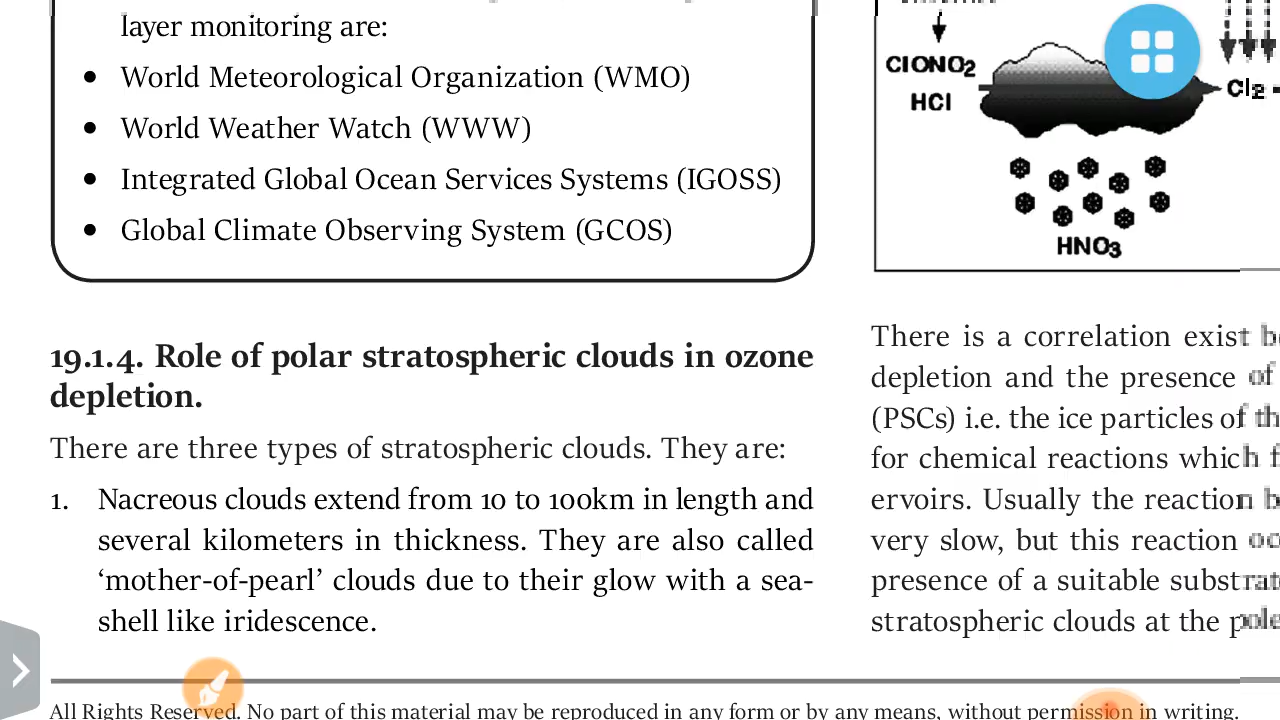 layer monitoring are:
• World Meteorological Organization (WMO)
• World Weather Watch (WWW)
• Integrated Global Ocean Services Systems (IGOSS)
• Global Climate Observing System (GCOS)
19.1.4. Role of polar stratospheric clouds in ozone
depletion.
There are three types of stratospheric clouds. They are:
1. Nacreous clouds extend from 10 to 100km in length and
several kilometers in thickness. They are also called
‘mother-of-pearl’ clouds due to their glow with a sea-
shell like iridescence.
ClONO2
HCl
Cl2
HNO3
There is a correlation exist
depletion and the presence of
(PSCs) i.e. the ice particles of
for chemical reactions which
ervoirs. Usually the reaction
very slow, but this reaction
presence of a suitable
stratospheric clouds at the
All Rights Reserved. No part of this material may be reproduced in any form or by any means, without permission in writing.